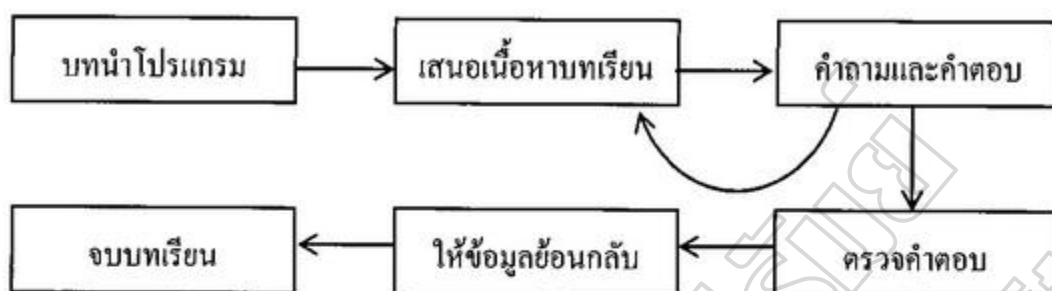 บทนำโปรแกรม
เสนอเนื้อหาบทเรียน
คำถามและคำตอบ
จบบทเรียน
ให้ข้อมูลย้อนกลับ
ตรวจคำตอบ